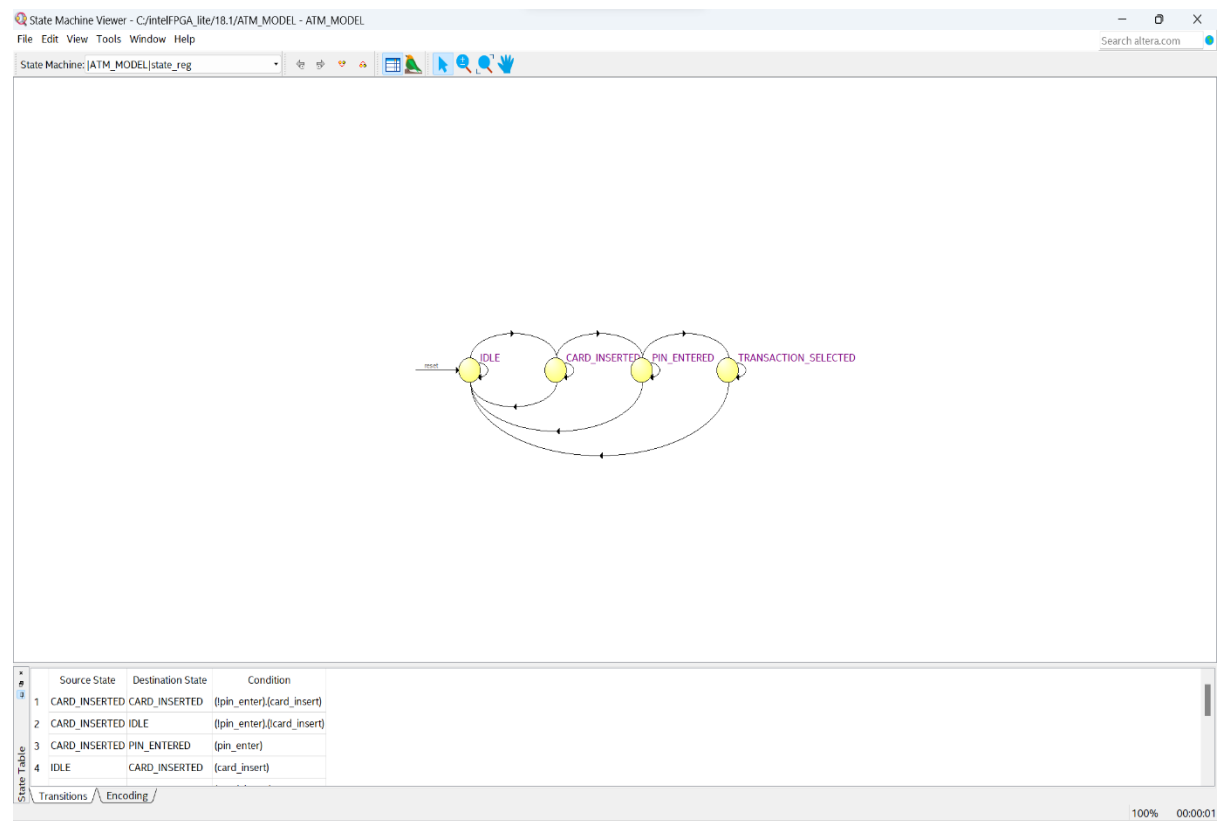 State Machine Viewer - C:/intelFPGA_lite/18.1/ATM_MODEL - ATM_MODEL
File Edit View Tools Window Help
Search altera.com
State Machine: |ATM_MODEL|state_reg
reset
IDLE
CARD_INSERTED
PIN_ENTERED
TRANSACTION_SELECTED
State Table
Source State Destination State Condition
1 CARD_INSERTED CARD_INSERTED (!pin_enter).(card_insert)
2 CARD_INSERTED IDLE (!pin_enter).(!card_insert)
3 CARD_INSERTED PIN_ENTERED (pin_enter)
4 IDLE CARD_INSERTED (card_insert)
Transitions Encoding
100% 00:00:01